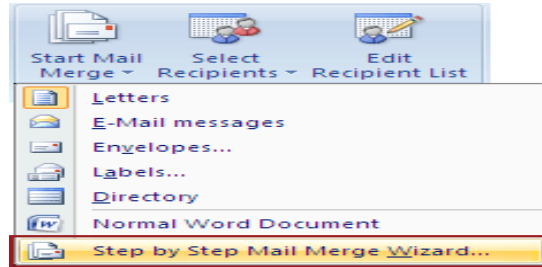 Start Mail Select Edit
Merge Recipients Recipient List
Letters
E-Mail messages
Envelopes...
Labels...
Directory
Normal Word Document
Step by Step Mail Merge Wizard...